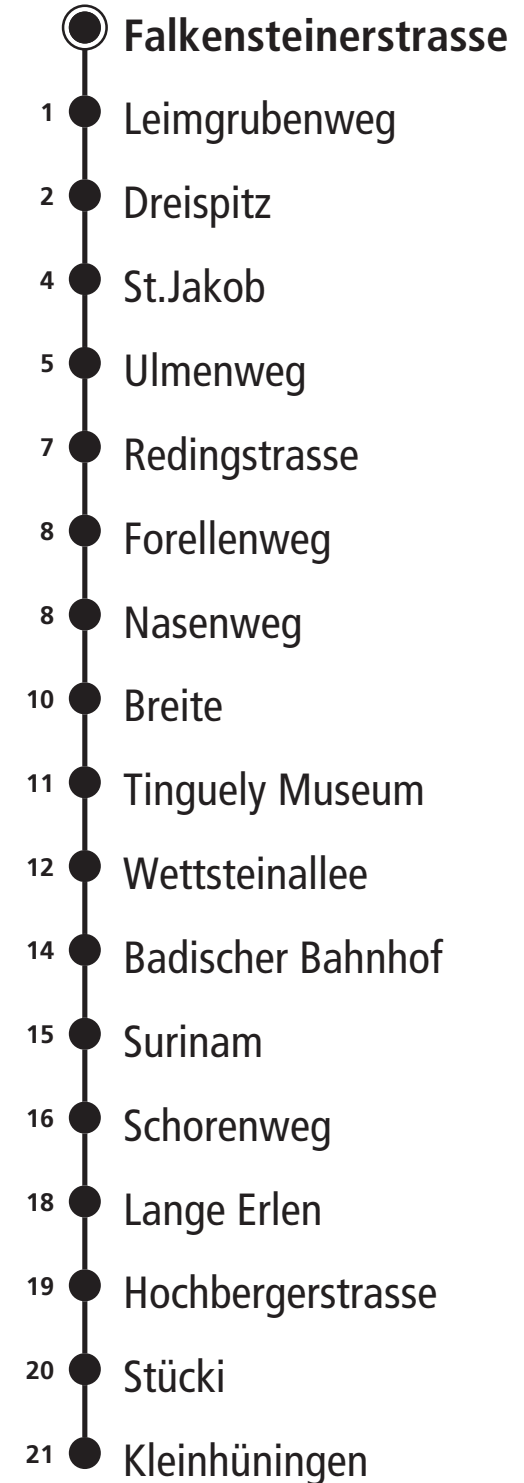 Falkensteinerstrasse
1 Leimgrubenweg
2 Dreispitz
4 St.Jakob
5 Ulmenweg
7 Redingstrasse
8 Forellenweg
8 Nasenweg
10 Breite
11 Tinguely Museum
12 Wettsteinallee
14 Badischer Bahnhof
15 Surinam
16 Schorenweg
18 Lange Erlen
19 Hochbergerstrasse
20 Stücki
21 Kleinhüningen